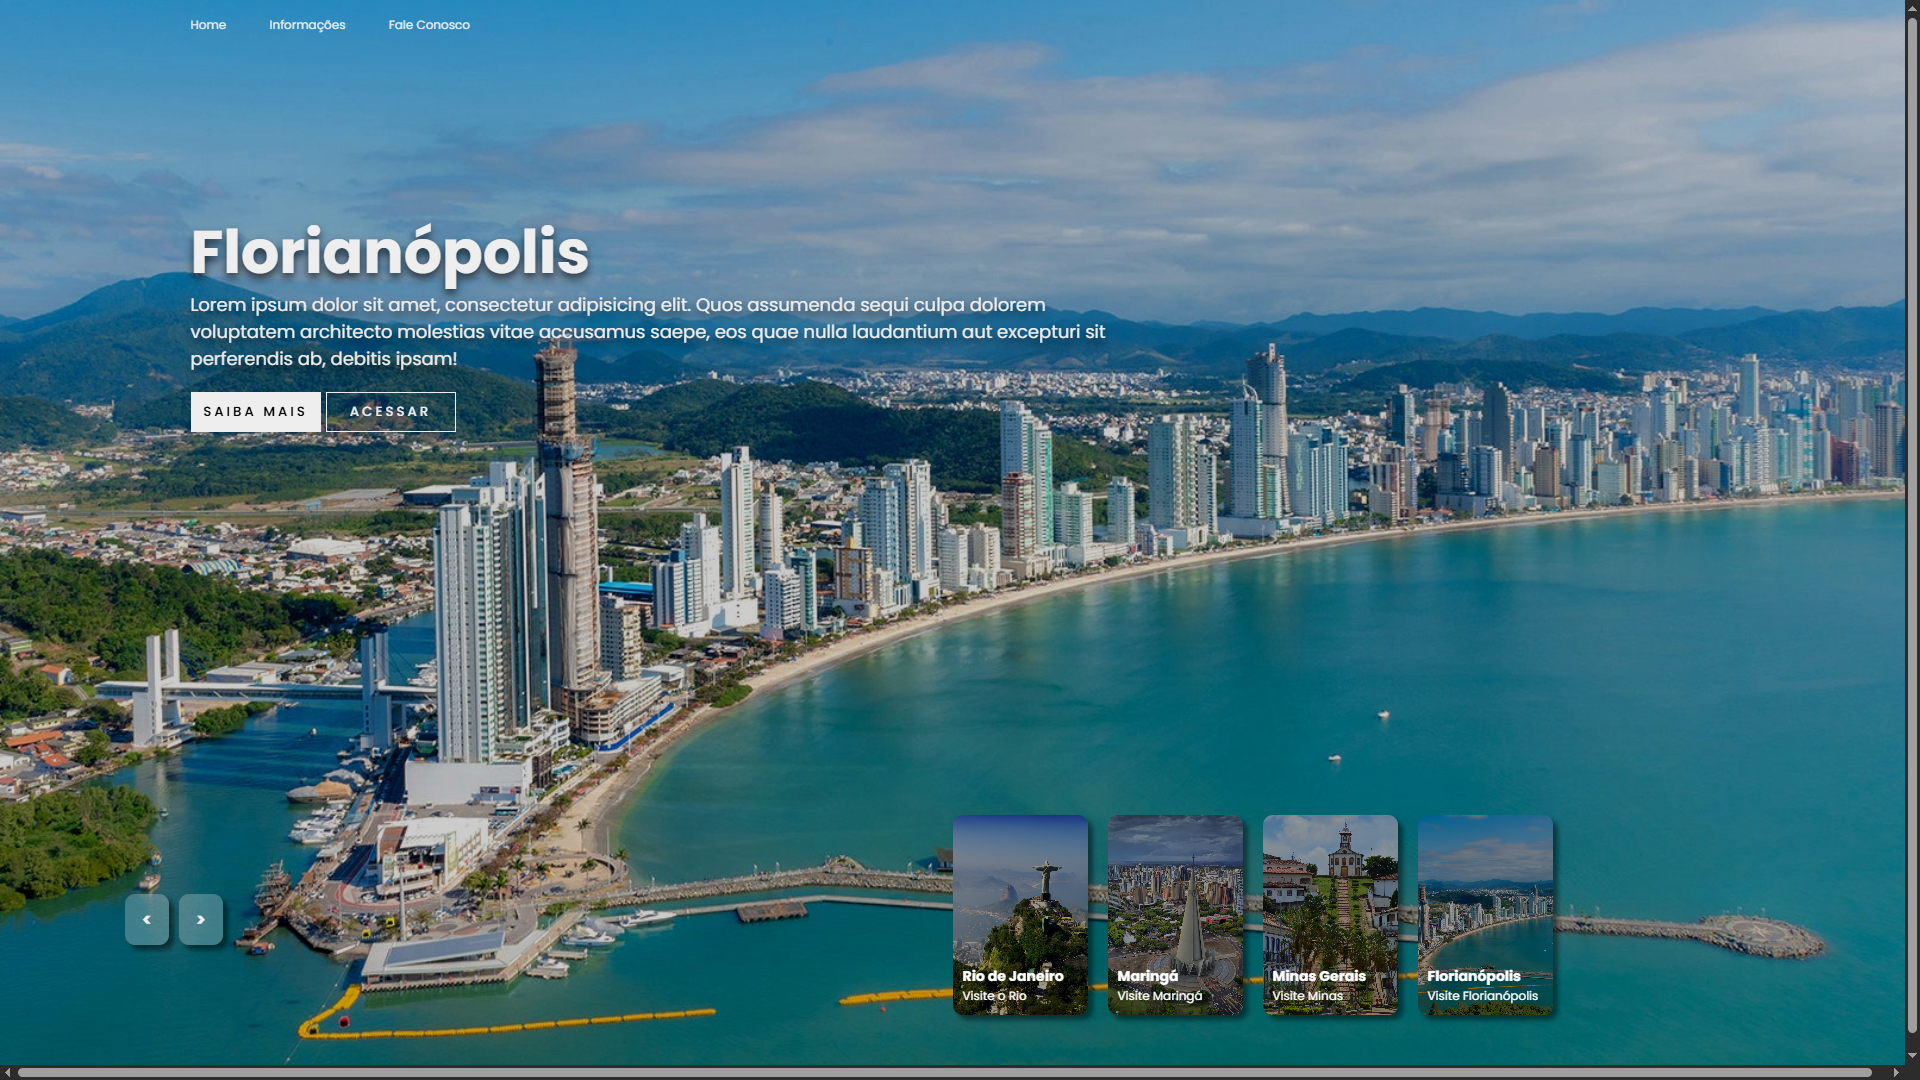 Home Informações Fale Conosco
Florianópolis
Lorem ipsum dolor sit amet, consectetur adipisicing elit. Quos assumenda sequi culpa dolorem
voluptatem architecto molestias vitae accusamus saepe, eos quae nulla laudantium aut excepturi sit
perferendis ab, debitis ipsam!
SAIBA MAIS ACESSAR
< >
Rio de Janeiro
Visite o Rio
Maringá
Visite Maringá
Minas Gerais
Visite Minas
Florianópolis
Visite Florianópolis